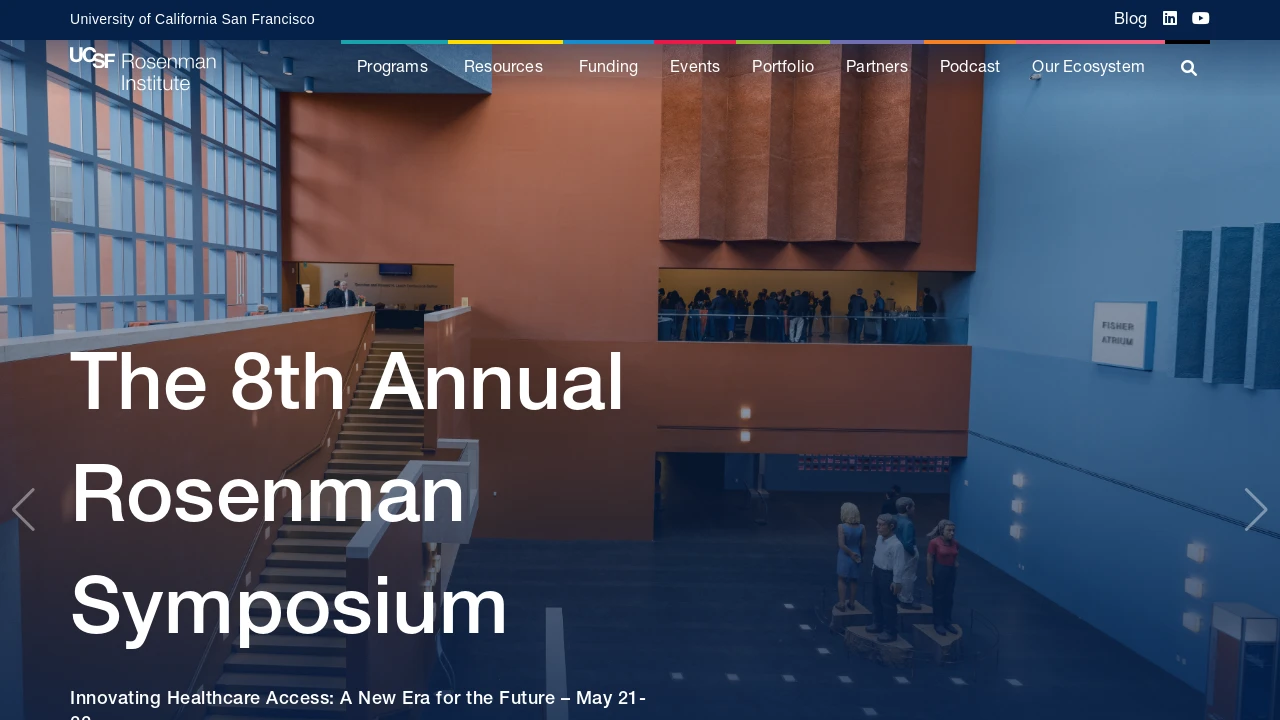 University of California San Francisco
Blog
UCSF Rosenman
Institute
Programs
Resources
Funding
Events
Portfolio
Partners
Podcast
Our Ecosystem
FISHER
ATRIUM
The 8th Annual
Rosenman
Symposium
Innovating Healthcare Access: A New Era for the Future – May 21-